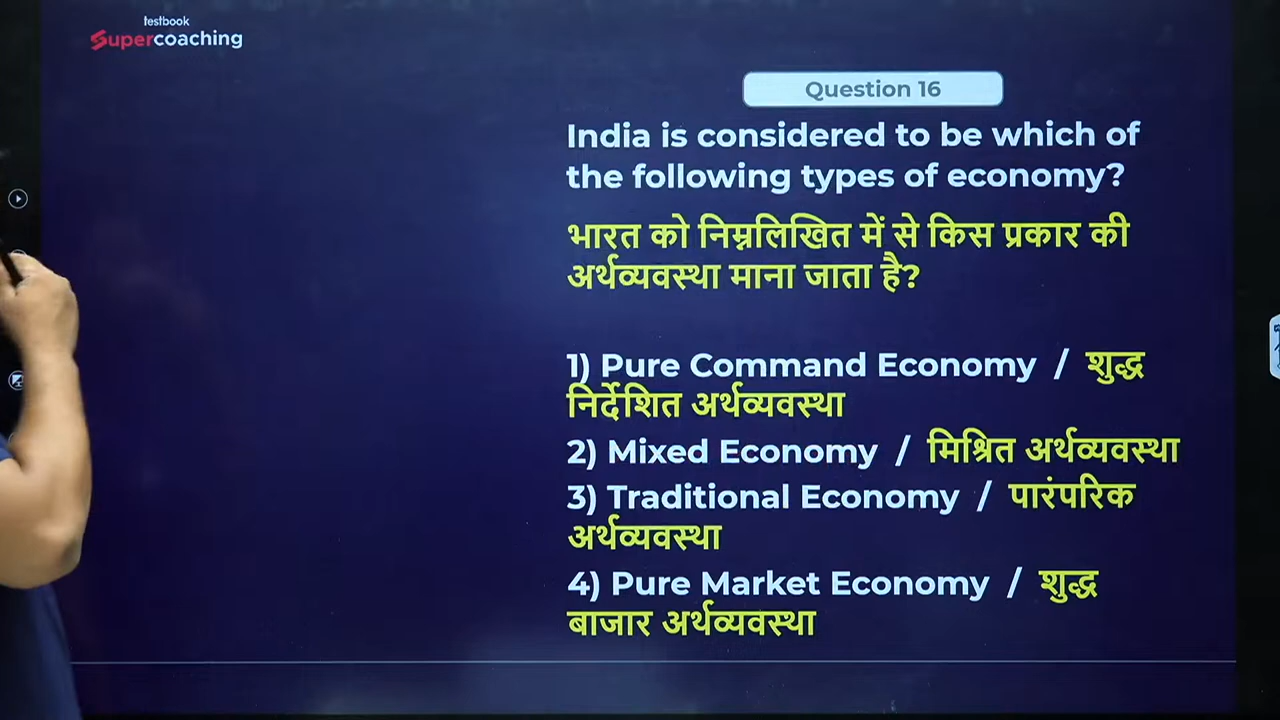 testbook
Supercoaching
Question 16
India is considered to be which of
the following types of economy?
भारत को निम्नलिखित में से किस प्रकार की
अर्थव्यवस्था माना जाता है?
1) Pure Command Economy / शुद्ध
निर्देशित अर्थव्यवस्था
2) Mixed Economy / मिश्रित अर्थव्यवस्था
3) Traditional Economy / पारंपरिक
अर्थव्यवस्था
4) Pure Market Economy / शुद्ध
बाजार अर्थव्यवस्था